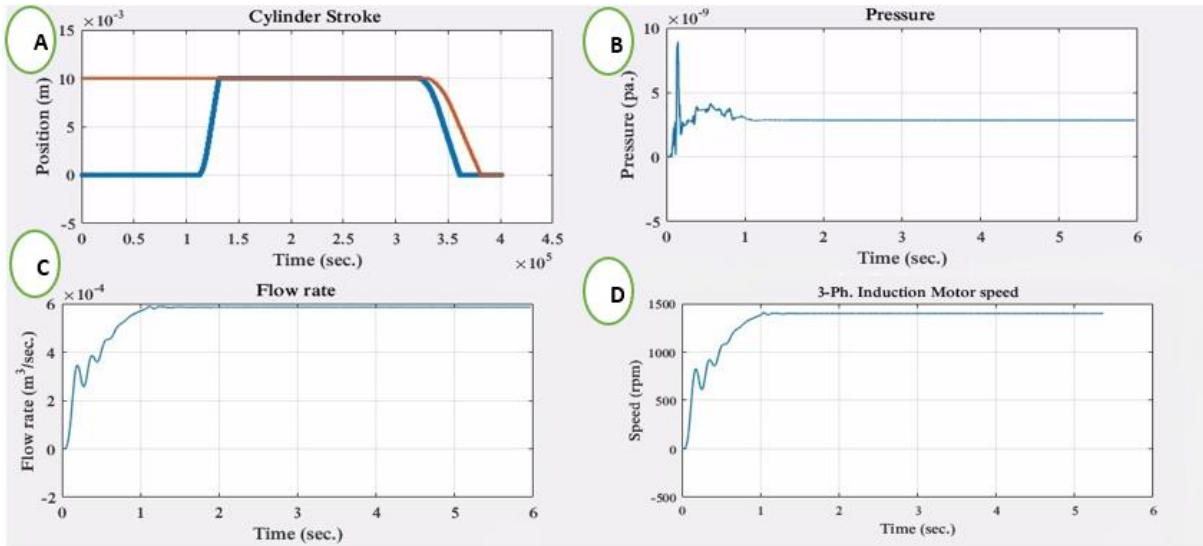 A
Cylinder Stroke
×10⁻³
15
10
5
0
-5
Position (m)
0 0.5 1 1.5 2 2.5 3 3.5 4 4.5
Time (sec.)
×10⁵
B
Pressure
×10⁻⁹
10
5
0
-5
Pressure (pa.)
0 1 2 3 4 5 6
Time (sec.)
C
Flow rate
×10⁻⁴
6
4
2
0
-2
Flow rate (m³/sec.)
0 1 2 3 4 5 6
Time (sec.)
D
3-Ph. Induction Motor speed
1500
1000
500
0
-500
Speed (rpm)
0 1 2 3 4 5 6
Time (sec.)